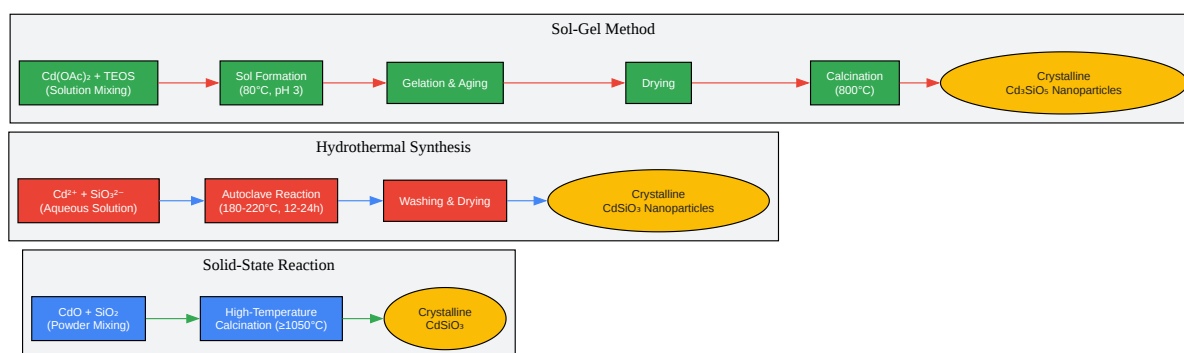 Sol-Gel Method
Cd(OAc)₂ + TEOS
(Solution Mixing)
Sol Formation
(80°C, pH 3)
Gelation & Aging
Drying
Calcination
(800°C)
Crystalline
Cd₃SiO₅ Nanoparticles
Hydrothermal Synthesis
Cd²⁺ + SiO₃²⁻
(Aqueous Solution)
Autoclave Reaction
(180-220°C, 12-24h)
Washing & Drying
Crystalline
CdSiO₃ Nanoparticles
Solid-State Reaction
CdO + SiO₂
(Powder Mixing)
High-Temperature
Calcination (≥1050°C)
Crystalline
CdSiO₃